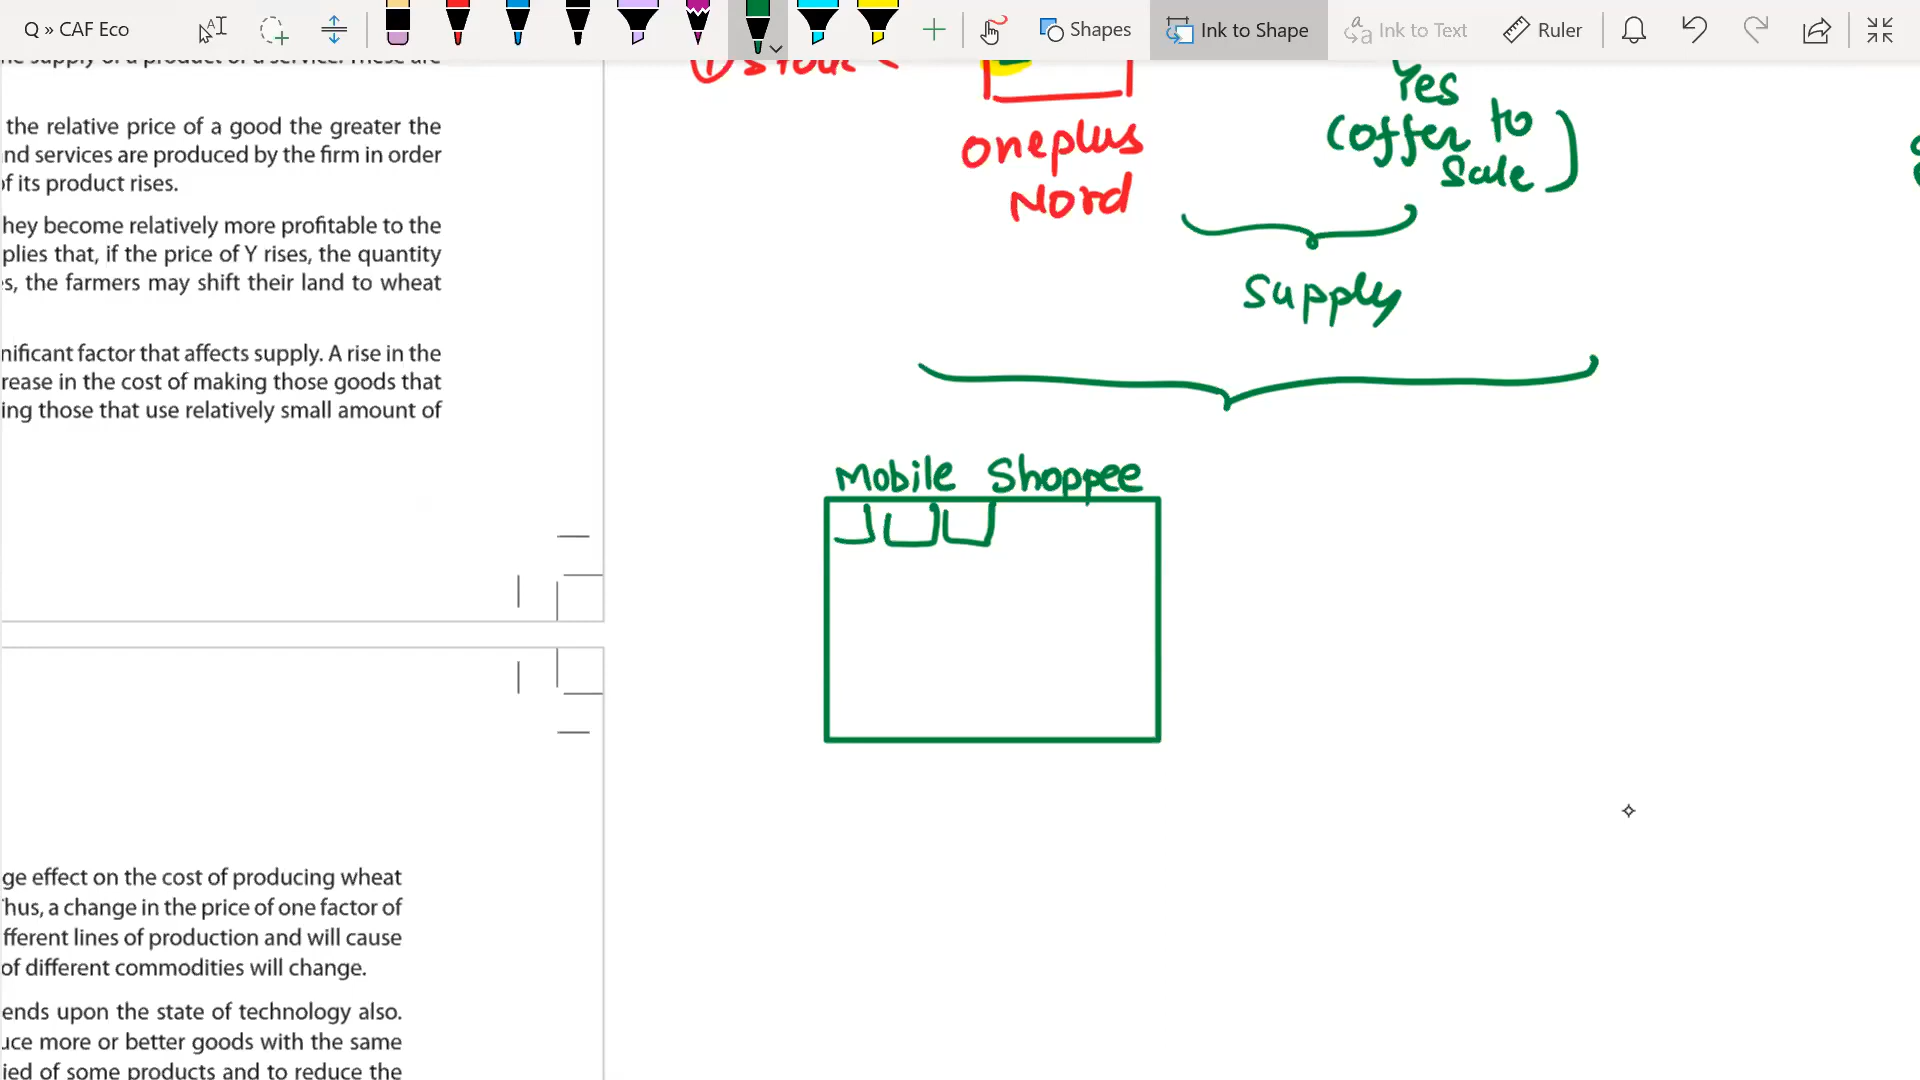 Q » CAF Eco
Shapes
Ink to Shape
Ink to Text
Ruler
the relative price of a good the greater the
nd services are produced by the firm in order
of its product rises.
hey become relatively more profitable to the
plies that, if the price of Y rises, the quantity
s, the farmers may shift their land to wheat
nificant factor that affects supply. A rise in the
rease in the cost of making those goods that
ing those that use relatively small amount of
ge effect on the cost of producing wheat
hus, a change in the price of one factor of
fferent lines of production and will cause
of different commodities will change.
ends upon the state of technology also.
uce more or better goods with the same
ied of some products and to reduce the
oneplus
Nord
Yes
(offer to
Sale)
Supply
Mobile Shoppee